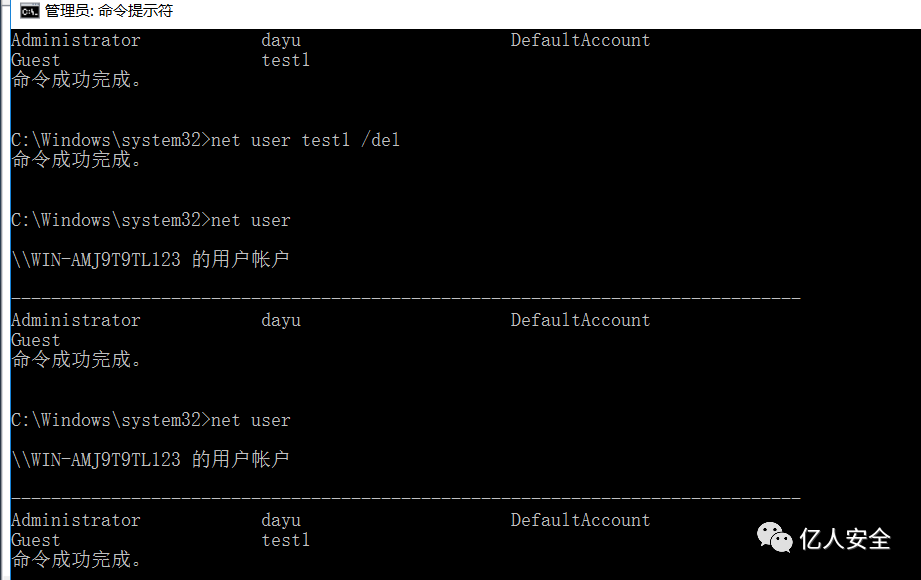 管理员: 命令提示符
Administrator dayu DefaultAccount
Guest test1
命令成功完成。
C:\Windows\system32>net user test1 /del
命令成功完成。
C:\Windows\system32>net user
\\WIN-AMJ9T9TL123 的用户帐户
-------------------------------------------------------------------------------
Administrator dayu DefaultAccount
Guest
命令成功完成。
C:\Windows\system32>net user
\\WIN-AMJ9T9TL123 的用户帐户
-------------------------------------------------------------------------------
Administrator dayu DefaultAccount
Guest test1
命令成功完成。
亿人安全